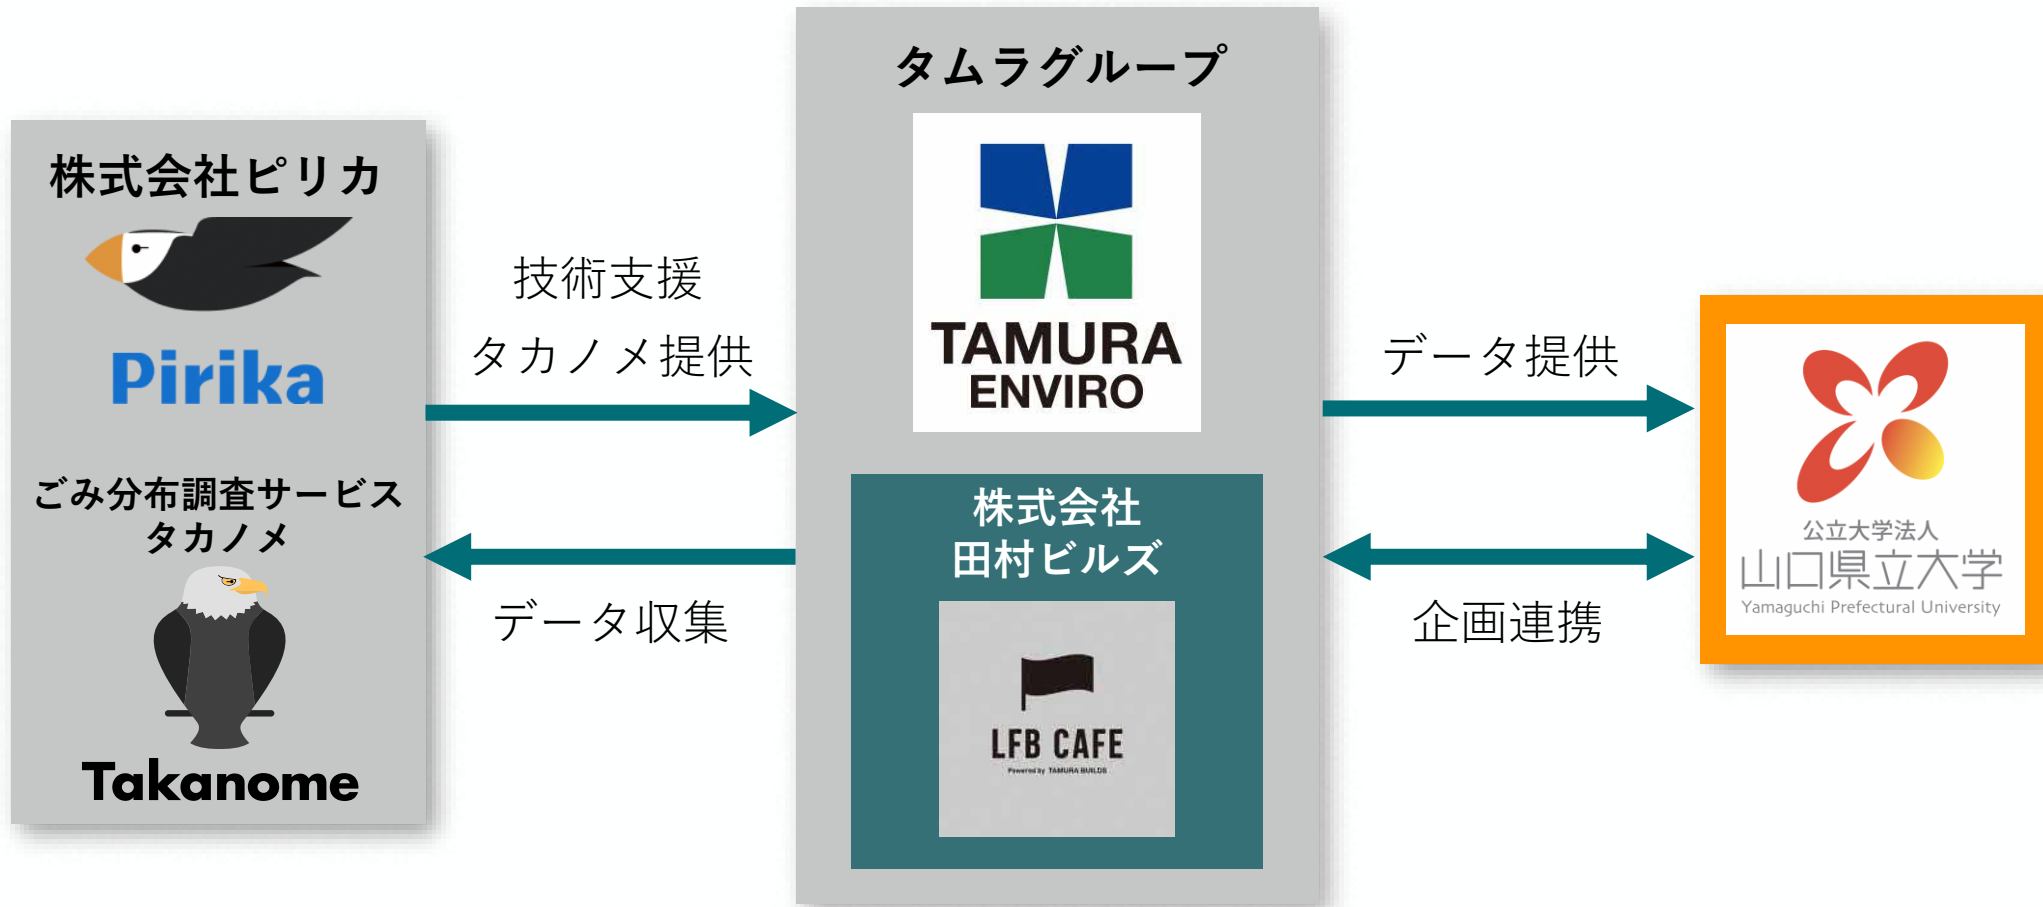 株式会社ピリカ
Pirika
ごみ分布調査サービス
タカノメ
Takanome
技術支援
タカノメ提供
データ収集
タムラグループ
TAMURA
ENVIRO
株式会社
田村ビルズ
LFB CAFE
Powered by TAMURA BUILDS
データ提供
企画連携
公立大学法人
山口県立大学
Yamaguchi Prefectural University